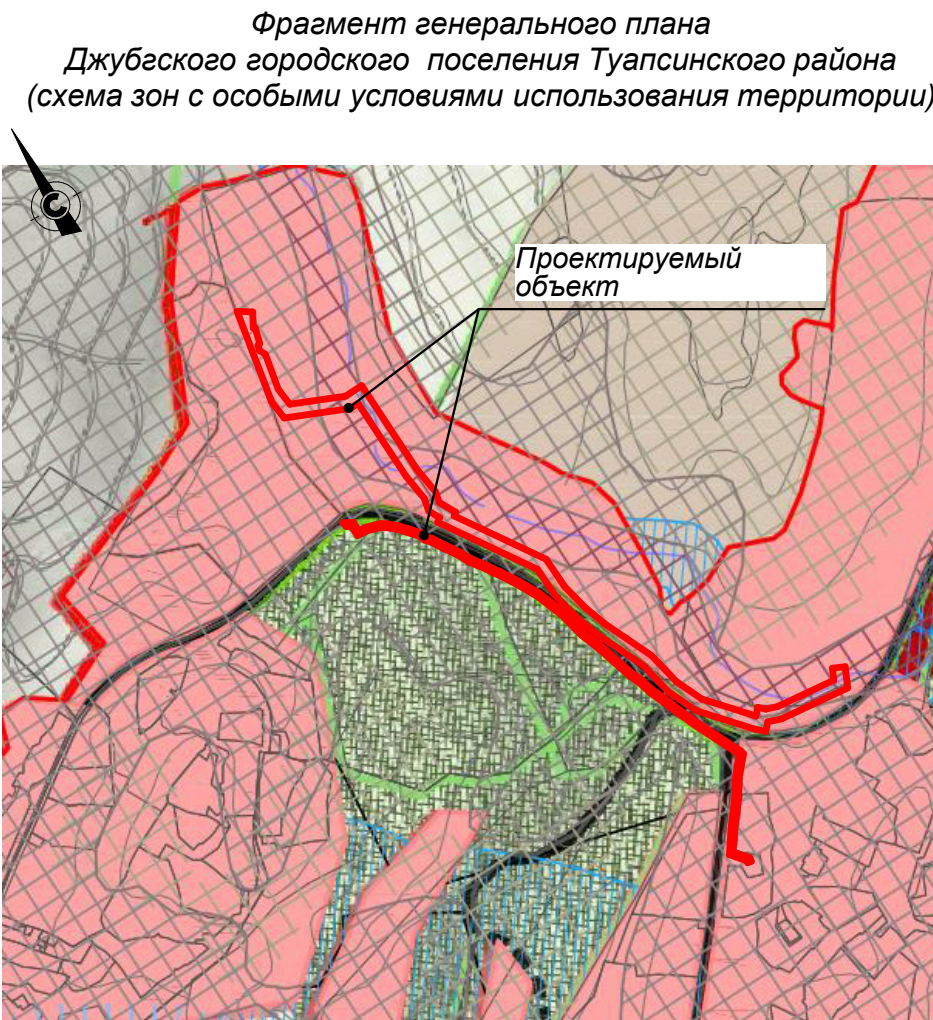 Фрагмент генерального плана
Джубгского городского поселения Туапсинского района
(схема зон с особыми условиями использования территории)
С
Проектируемый
объект